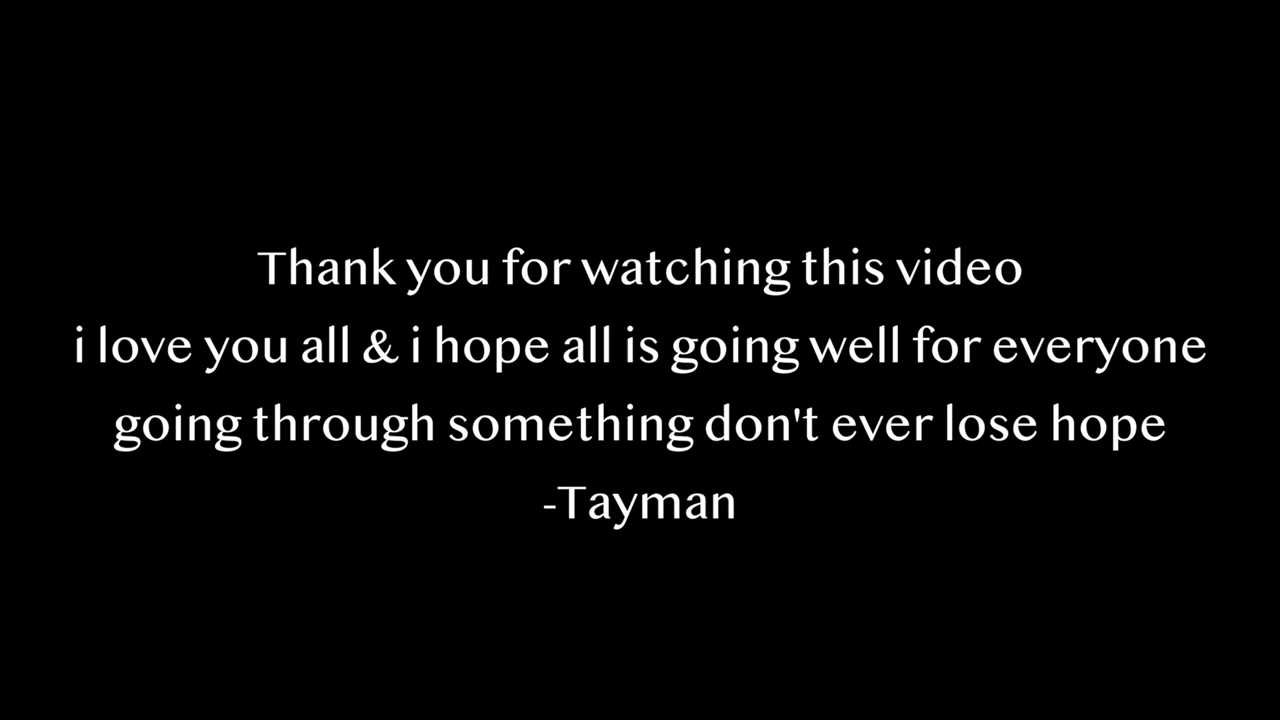 Thank you for watching this video
i love you all & i hope all is going well for everyone
going through something don't ever lose hope
-Tayman